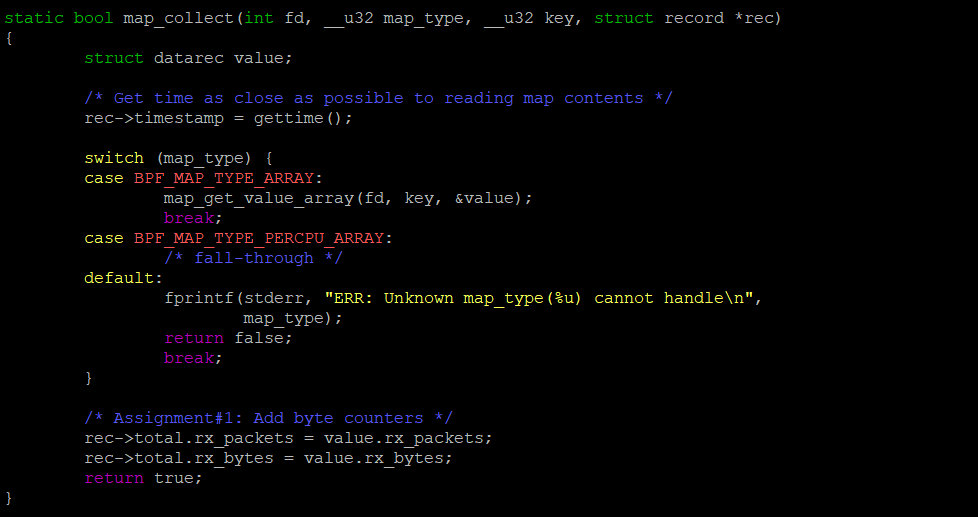 static bool map_collect(int fd, __u32 map_type, __u32 key, struct record *rec)
{
        struct datarec value;

        /* Get time as close as possible to reading map contents */
        rec->timestamp = gettime();

        switch (map_type) {
        case BPF_MAP_TYPE_ARRAY:
                map_get_value_array(fd, key, &value);
                break;
        case BPF_MAP_TYPE_PERCPU_ARRAY:
                /* fall-through */
        default:
                fprintf(stderr, "ERR: Unknown map_type(%u) cannot handle\n",
                        map_type);
                return false;
                break;
        }

        /* Assignment#1: Add byte counters */
        rec->total.rx_packets = value.rx_packets;
        rec->total.rx_bytes = value.rx_bytes;
        return true;
}